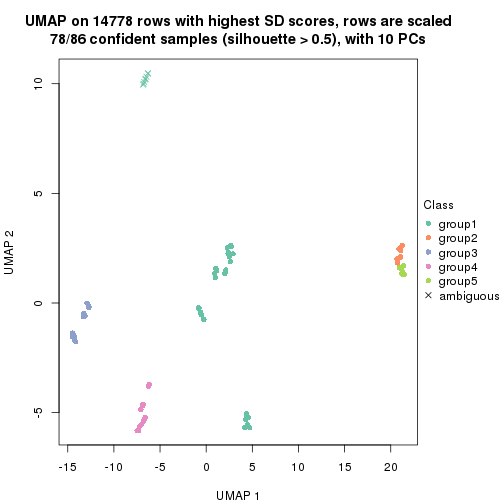 UMAP on 14778 rows with highest SD scores, rows are scaled
78/86 confident samples (silhouette > 0.5), with 10 PCs
10
5
0
-5
UMAP 2
-15
-10
-5
0
5
10
15
20
UMAP 1
Class
group1
group2
group3
group4
group5
ambiguous